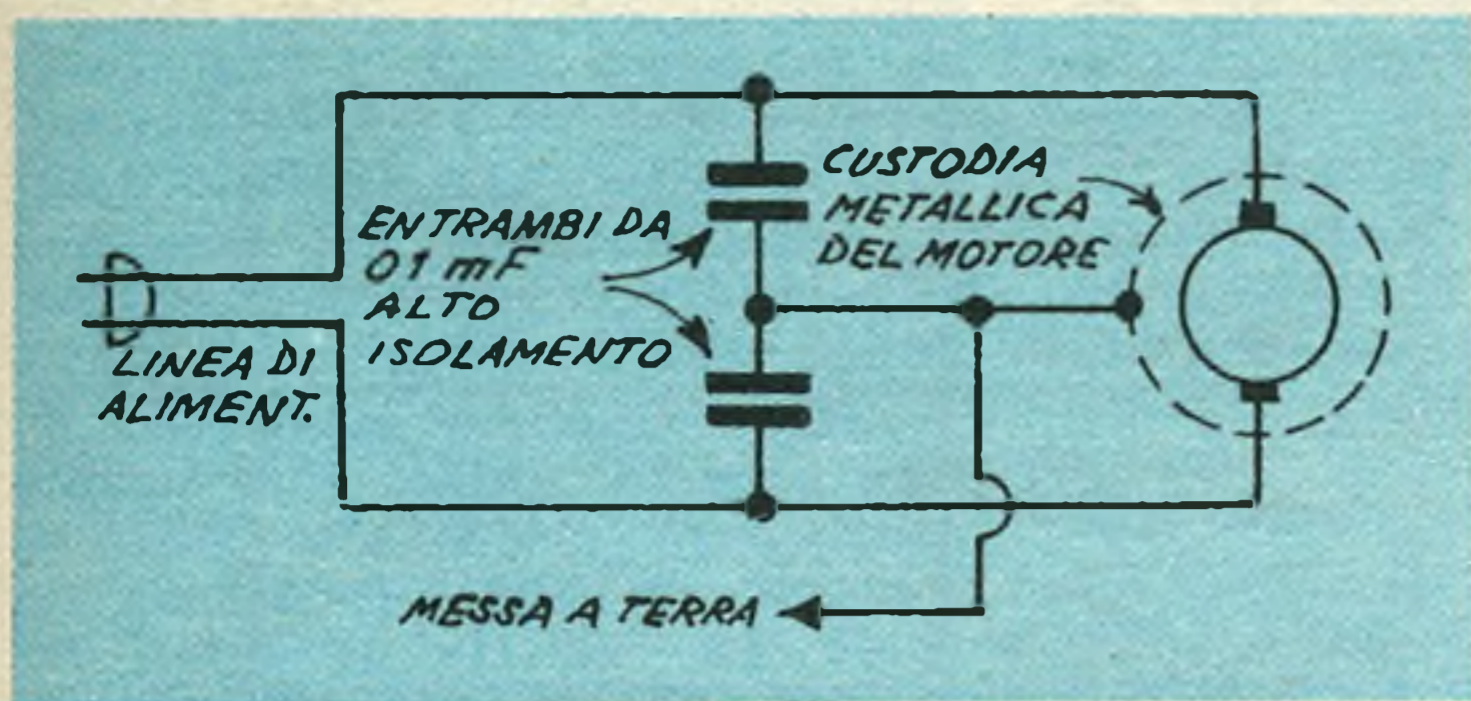 CUSTODIA
METALLICA
DEL MOTORE
ENTRAMBI DA
01 mF
ALTO
ISOLAMENTO
LINEA DI
ALIMENT.
MESSA A TERRA